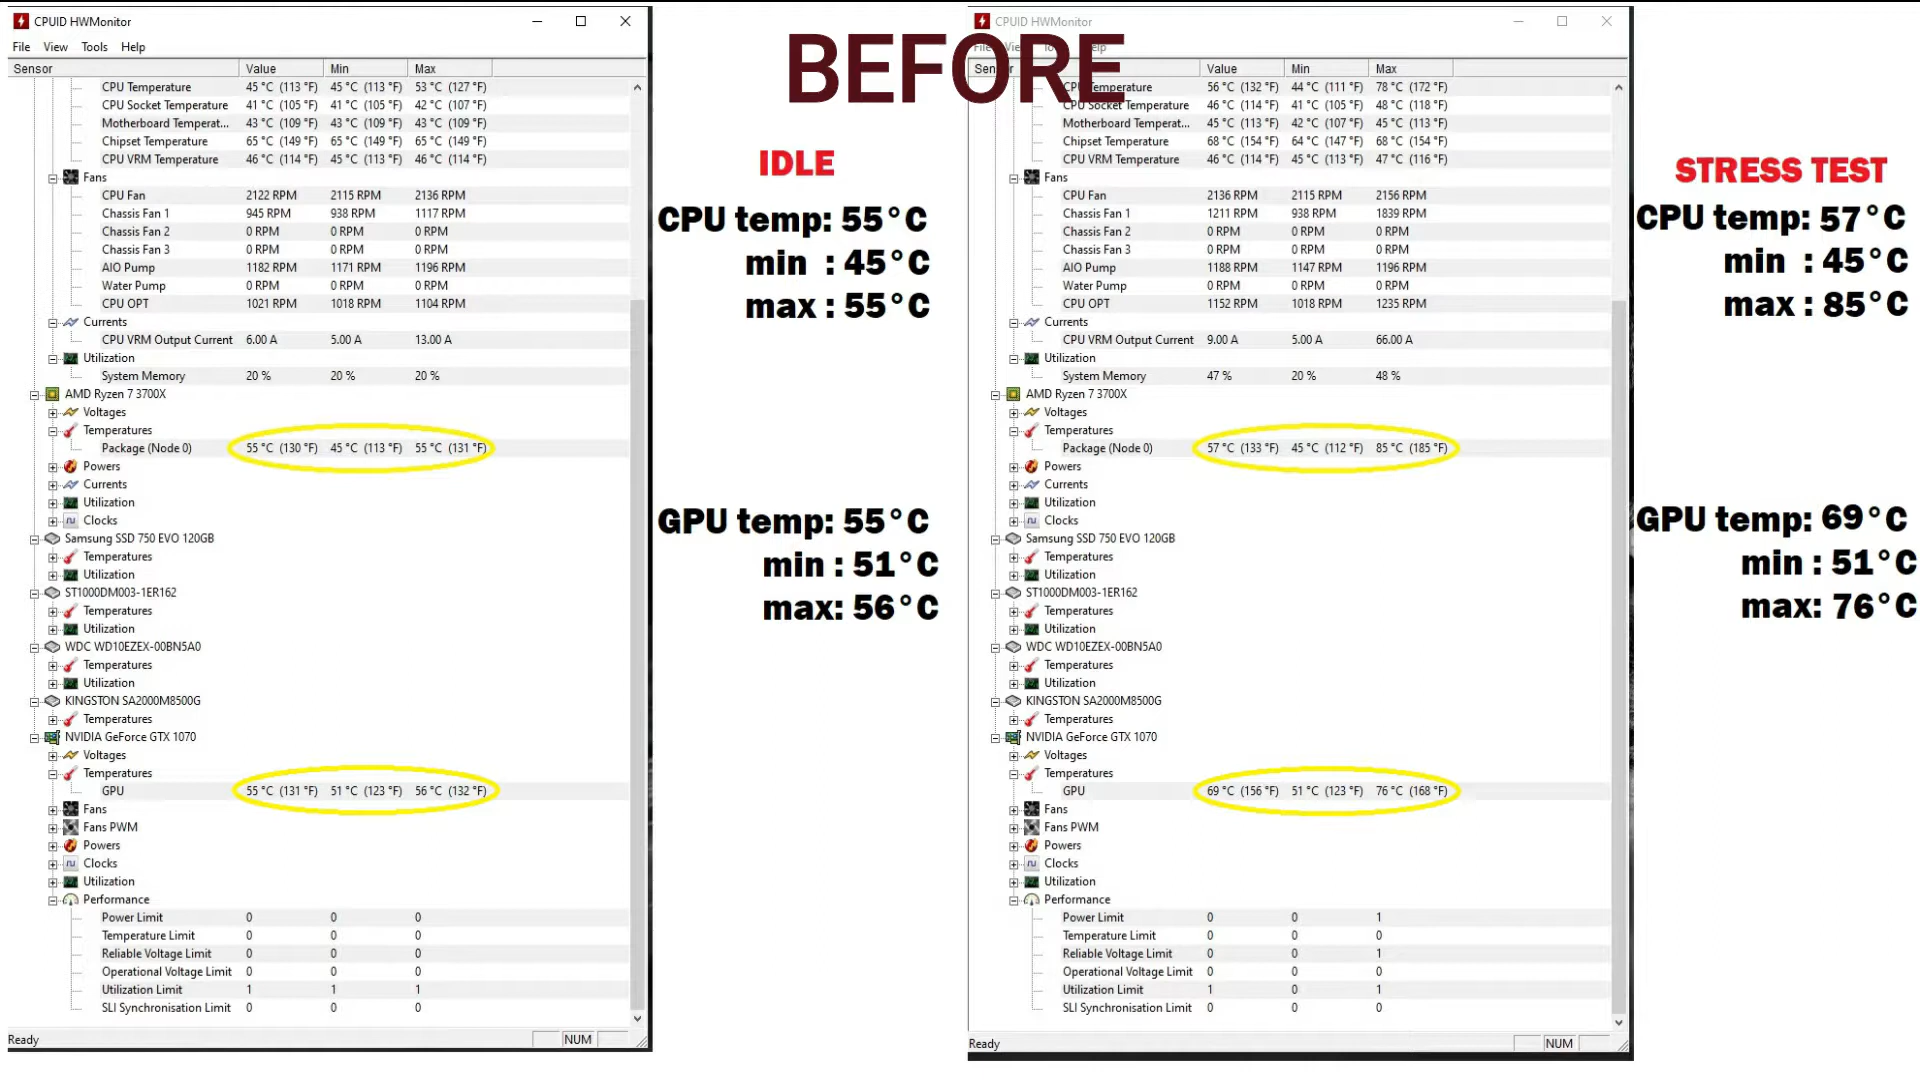 CPUID HWMonitor
File View Tools Help
Sensor Value Min Max
CPU Temperature 45 °C (113 °F) 45 °C (113 °F) 53 °C (127 °F)
CPU Socket Temperature 41 °C (105 °F) 41 °C (105 °F) 42 °C (107 °F)
Motherboard Temperat... 43 °C (109 °F) 43 °C (109 °F) 43 °C (109 °F)
Chipset Temperature 65 °C (149 °F) 65 °C (149 °F) 65 °C (149 °F)
CPU VRM Temperature 46 °C (114 °F) 45 °C (113 °F) 46 °C (114 °F)
Fans
CPU Fan 2122 RPM 2115 RPM 2136 RPM
Chassis Fan 1 945 RPM 938 RPM 1117 RPM
Chassis Fan 2 0 RPM 0 RPM 0 RPM
Chassis Fan 3 0 RPM 0 RPM 0 RPM
AIO Pump 1182 RPM 1171 RPM 1196 RPM
Water Pump 0 RPM 0 RPM 0 RPM
CPU OPT 1021 RPM 1018 RPM 1104 RPM
Currents
CPU VRM Output Current 6.00 A 5.00 A 13.00 A
Utilization
System Memory 20 % 20 % 20 %
AMD Ryzen 7 3700X
Voltages
Temperatures
Package (Node 0) 55 °C (130 °F) 45 °C (113 °F) 55 °C (131 °F)
Powers
Currents
Utilization
Clocks
Samsung SSD 750 EVO 120GB
Temperatures
Utilization
ST1000DM003-1ER162
Temperatures
Utilization
WDC WD10EZEX-00BN5A0
Temperatures
Utilization
KINGSTON SA2000M8500G
Temperatures
NVIDIA GeForce GTX 1070
Voltages
Temperatures
GPU 55 °C (131 °F) 51 °C (123 °F) 56 °C (132 °F)
Fans
Fans PWM
Powers
Clocks
Utilization
Performance
Power Limit 0 0 0
Temperature Limit 0 0 0
Reliable Voltage Limit 0 0 0
Operational Voltage Limit 0 0 0
Utilization Limit 1 1 1
SLI Synchronisation Limit 0 0 0
Ready NUM
BEFORE
IDLE
CPU temp: 55°C
min : 45°C
max : 55°C
GPU temp: 55°C
min : 51°C
max: 56°C
CPUID HWMonitor
File
Value Min Max
Temperature 56 °C (132 °F) 44 °C (111 °F) 78 °C (172 °F)
CPU Socket Temperature 46 °C (114 °F) 41 °C (105 °F) 48 °C (118 °F)
Motherboard Temperat... 45 °C (113 °F) 42 °C (107 °F) 45 °C (113 °F)
Chipset Temperature 68 °C (154 °F) 64 °C (147 °F) 68 °C (154 °F)
CPU VRM Temperature 46 °C (114 °F) 45 °C (113 °F) 47 °C (116 °F)
Fans
CPU Fan 2136 RPM 2115 RPM 2156 RPM
Chassis Fan 1 1211 RPM 938 RPM 1839 RPM
Chassis Fan 2 0 RPM 0 RPM 0 RPM
Chassis Fan 3 0 RPM 0 RPM 0 RPM
AIO Pump 1188 RPM 1147 RPM 1196 RPM
Water Pump 0 RPM 0 RPM 0 RPM
CPU OPT 1152 RPM 1018 RPM 1235 RPM
Currents
CPU VRM Output Current 9.00 A 5.00 A 66.00 A
Utilization
System Memory 47 % 20 % 48 %
AMD Ryzen 7 3700X
Voltages
Temperatures
Package (Node 0) 57 °C (133 °F) 45 °C (112 °F) 85 °C (185 °F)
Powers
Currents
Utilization
Clocks
Samsung SSD 750 EVO 120GB
Temperatures
Utilization
ST1000DM003-1ER162
Temperatures
Utilization
WDC WD10EZEX-00BN5A0
Temperatures
Utilization
KINGSTON SA2000M8500G
Temperatures
NVIDIA GeForce GTX 1070
Voltages
Temperatures
GPU 69 °C (156 °F) 51 °C (123 °F) 76 °C (168 °F)
Fans
Fans PWM
Powers
Clocks
Utilization
Performance
Power Limit 0 0 1
Temperature Limit 0 0 0
Reliable Voltage Limit 0 0 1
Operational Voltage Limit 0 0 0
Utilization Limit 1 0 1
SLI Synchronisation Limit 0 0 0
Ready NUM
STRESS TEST
CPU temp: 57°C
min : 45°C
max : 85°C
GPU temp: 69°C
min : 51°C
max: 76°C